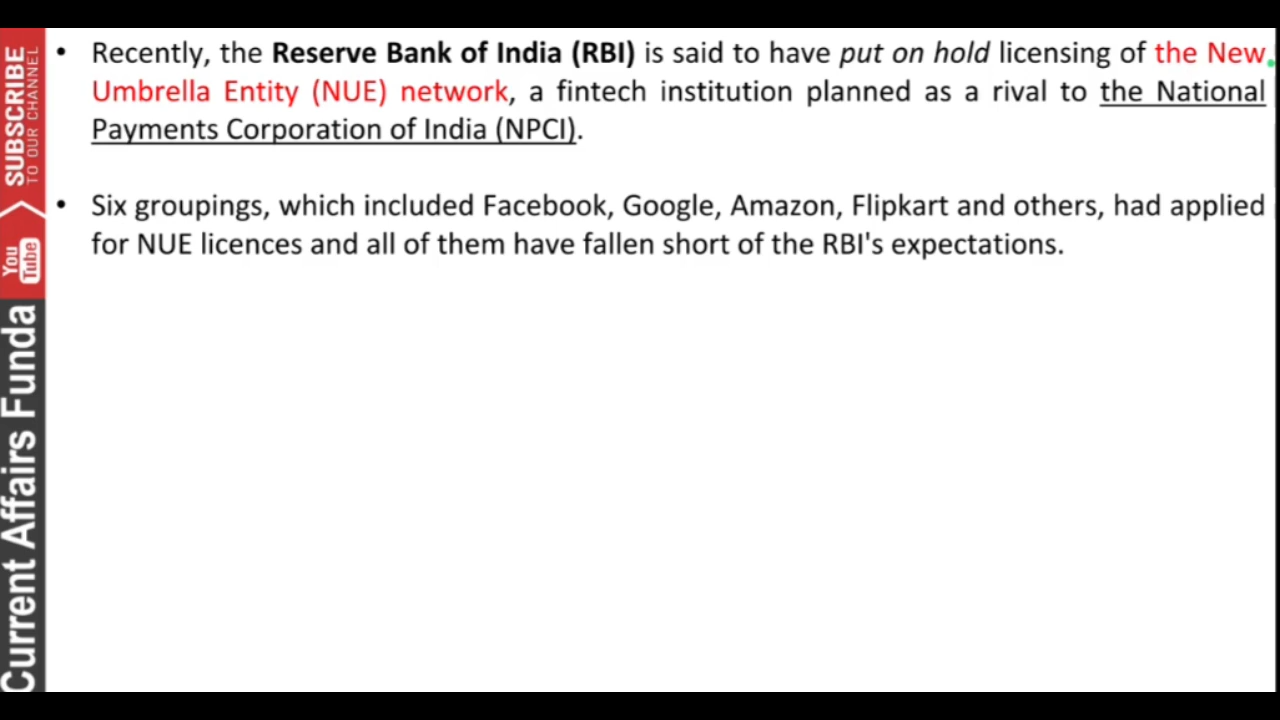 • Recently, the Reserve Bank of India (RBI) is said to have put on hold licensing of the New
Umbrella Entity (NUE) network, a fintech institution planned as a rival to the National
Payments Corporation of India (NPCI).
• Six groupings, which included Facebook, Google, Amazon, Flipkart and others, had applied
for NUE licences and all of them have fallen short of the RBI's expectations.
SUBSCRIBE
TO OUR CHANNEL
You
Tube
Current Affairs Funda